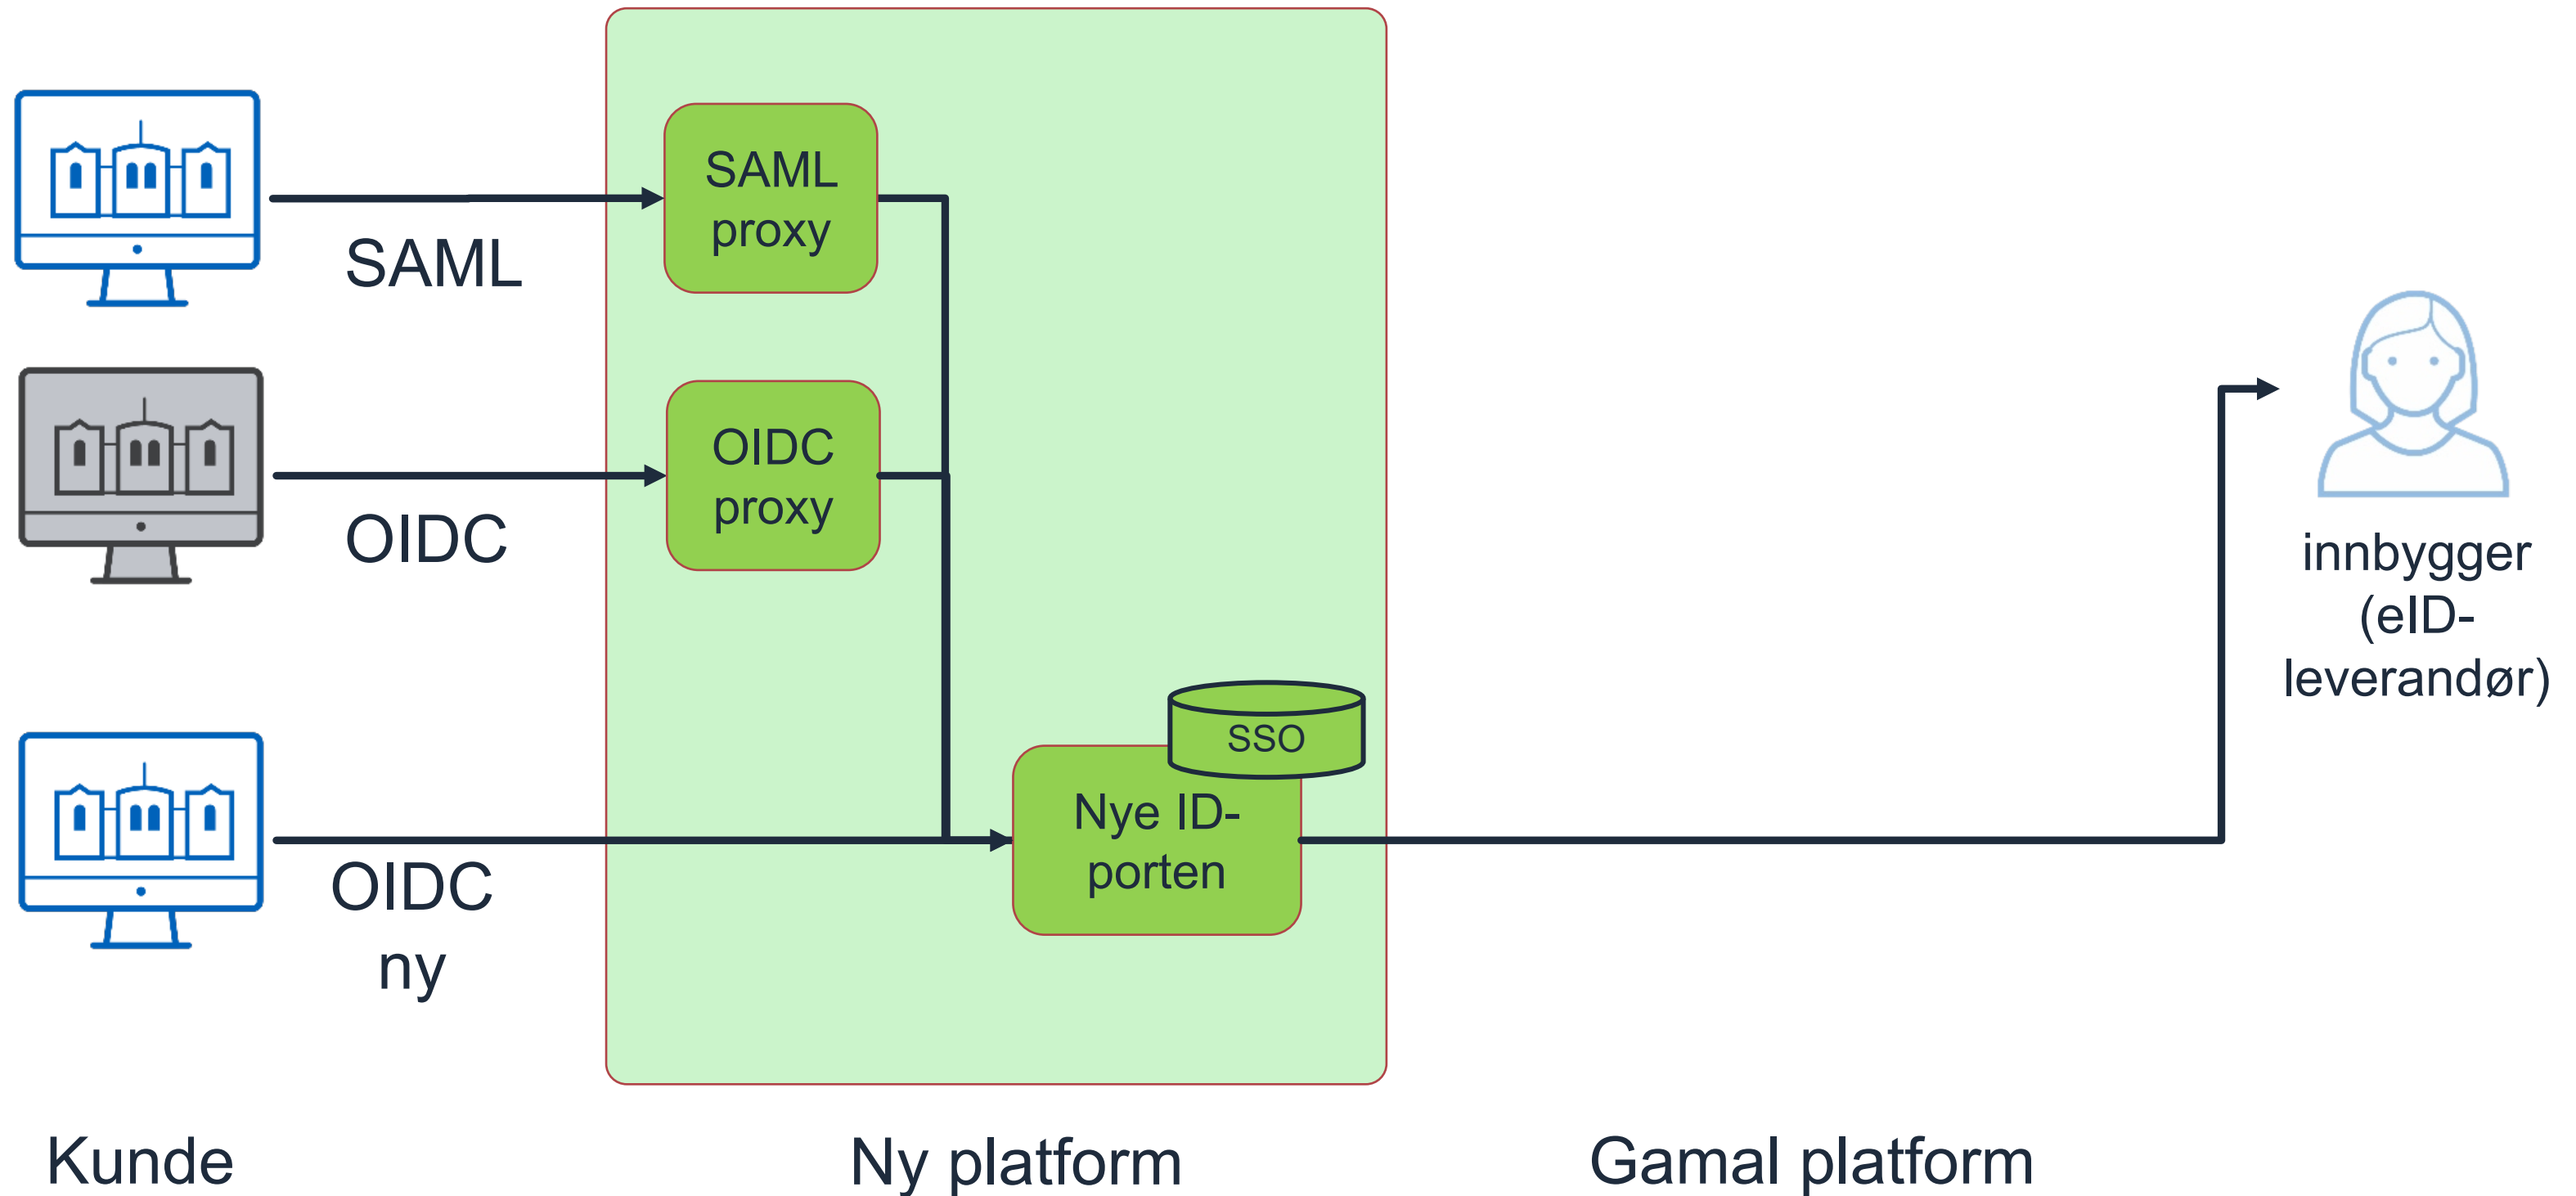 SAML
proxy
SAML
OIDC
proxy
OIDC
innbygger
(eID-
leverandør)
SSO
Nye ID-
porten
OIDC
ny
Kunde
Ny platform
Gamal platform